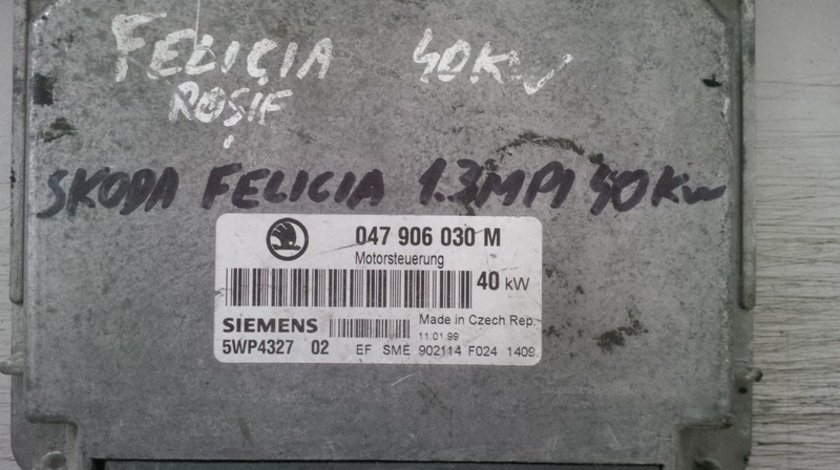 FELICIA 40KW
ROȘIE
SKODA FELICIA 1.3MPI 40KW
047 906 030 M
Motorsteuerung
40 kW
SIEMENS Made in Czech Rep.
11.01.99
5WP4327 02 EF SME 902114 F024 1409